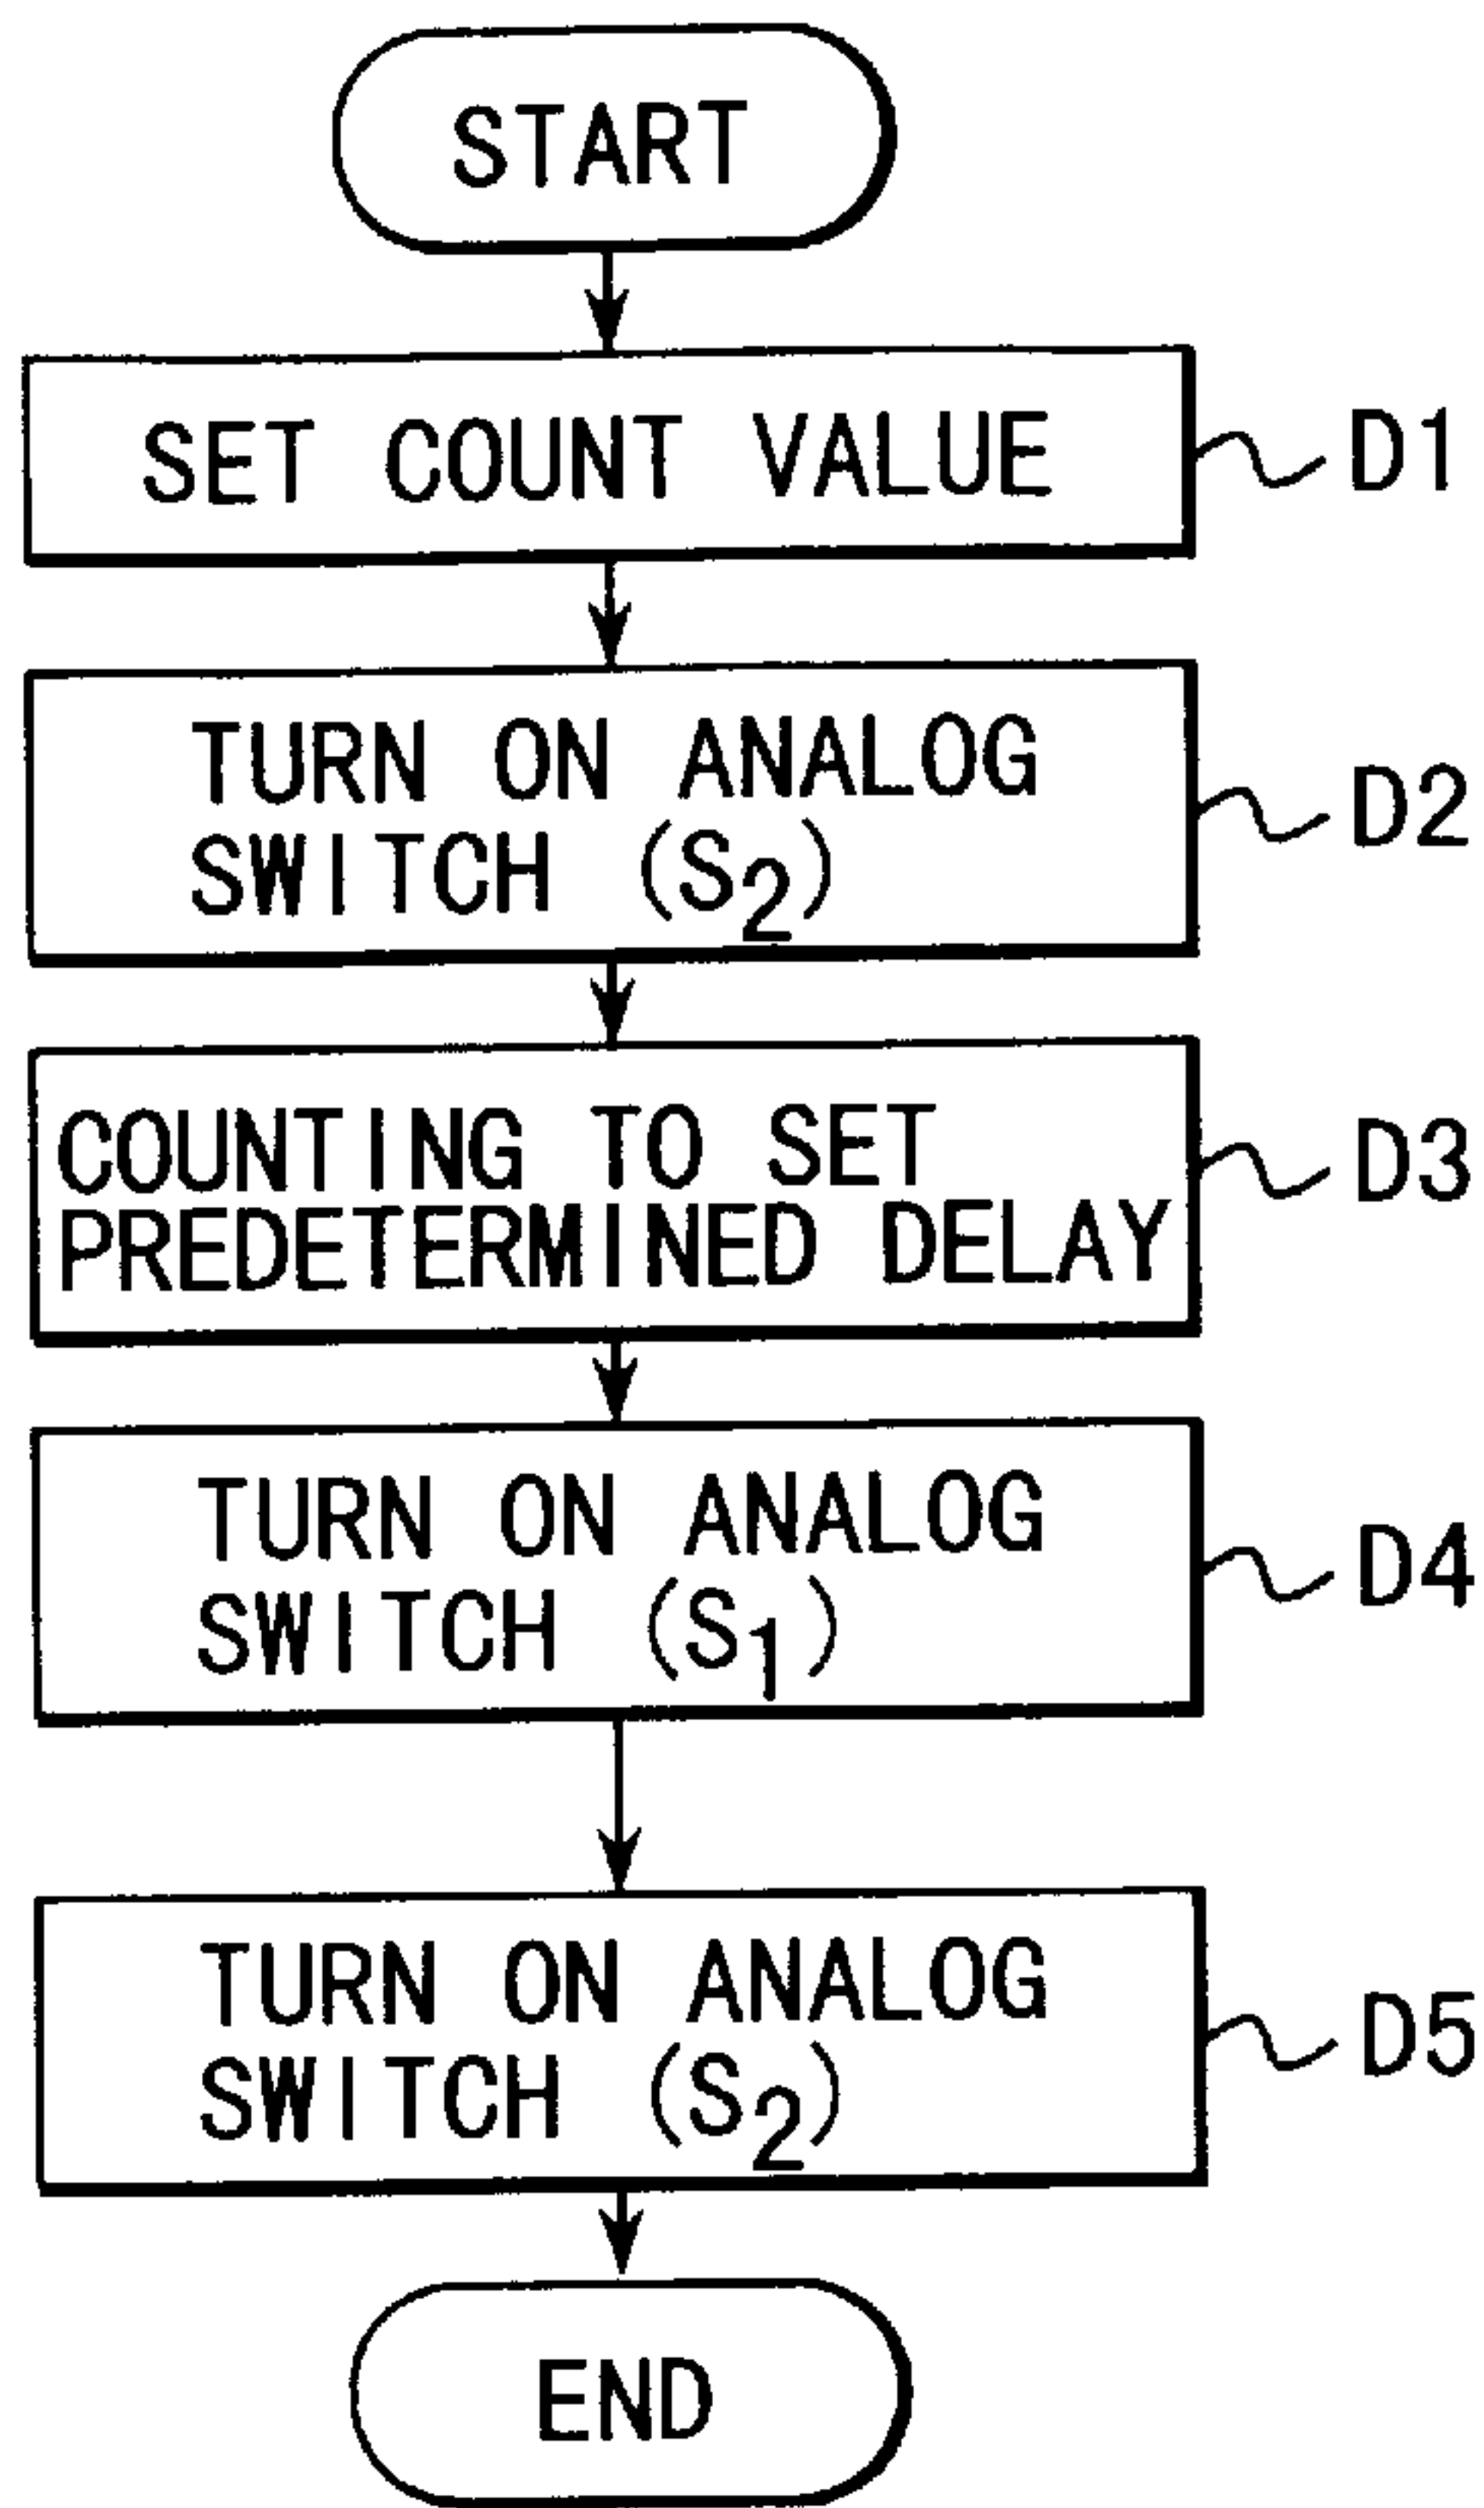 START
SET COUNT VALUE
D1
TURN ON ANALOG
SWITCH (S2)
D2
COUNTING TO SET
PREDETERMINED DELAY
D3
TURN ON ANALOG
SWITCH (S1)
D4
TURN ON ANALOG
SWITCH (S2)
D5
END